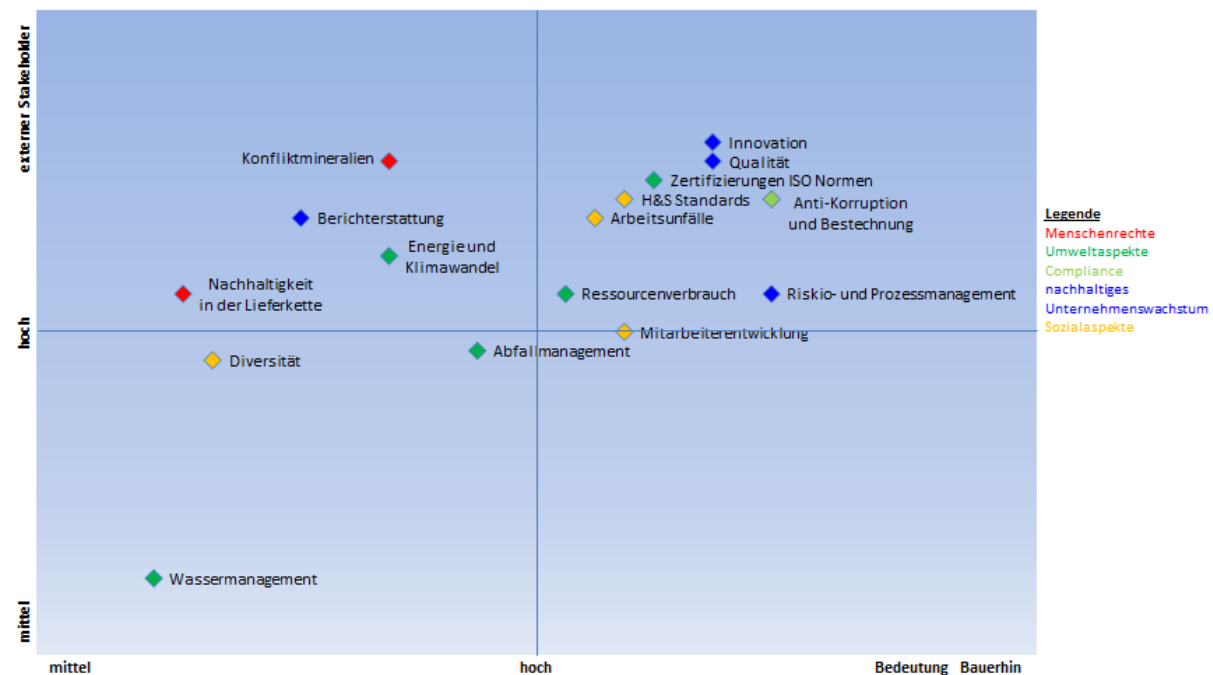 externer Stakeholder
hoch
mittel
Innovation
Konfliktmineralien
Qualität
Zertifizierungen ISO Normen
H&S Standards
Anti-Korruption
und Bestechnung
Berichterstattung
Arbeitsunfälle
Energie und
Klimawandel
Nachhaltigkeit
in der Lieferkette
Ressourcenverbrauch
Riskio- und Prozessmanagement
Mitarbeiterentwicklung
Abfallmanagement
Diversität
Wassermanagement
mittel
hoch
Bedeutung Bauerhin
Legende
Menschenrechte
Umweltaspekte
Compliance
nachhaltiges
Unternehmenswachstum
Sozialaspekte